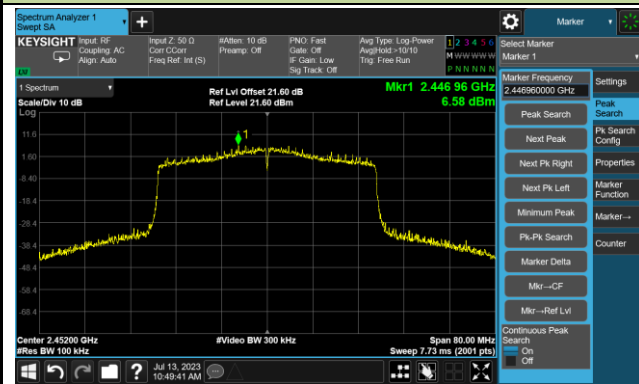 Spectrum Analyzer 1
Swept SA
Marker
KEYSIGHT
Input: RF
Coupling: AC
Align: Auto
Input Z: 50 Ω
Corr CCorr
Freq Ref: Int (S)
#Atten: 10 dB
Preamp: Off
PNO: Fast
Gate: Off
IF Gain: Low
Sig Track: Off
Avg Type: Log-Power
Avg|Hold:>10/10
Trig: Free Run
1 2 3 4 5 6
M W W W W W
P N N N N N
LXI
Select Marker
Marker 1
1 Spectrum
Scale/Div 10 dB
Log
Ref Lvl Offset 21.60 dB
Ref Level 21.60 dBm
Mkr1 2.446 96 GHz
6.58 dBm
1
11.6
1.60
-8.40
-18.4
-28.4
-38.4
-48.4
-58.4
-68.4
Center 2.45200 GHz
#Res BW 100 kHz
#Video BW 300 kHz
Span 80.00 MHz
Sweep 7.73 ms (2001 pts)
Marker Frequency
2.446960000 GHz
Peak Search
Next Peak
Next Pk Right
Next Pk Left
Minimum Peak
Pk-Pk Search
Marker Delta
Mkr→CF
Mkr→Ref Lvl
Continuous Peak
Search
On
Off
Settings
Peak
Search
Pk Search
Config
Properties
Marker
Function
Marker→
Counter
Jul 13, 2023
10:49:41 AM